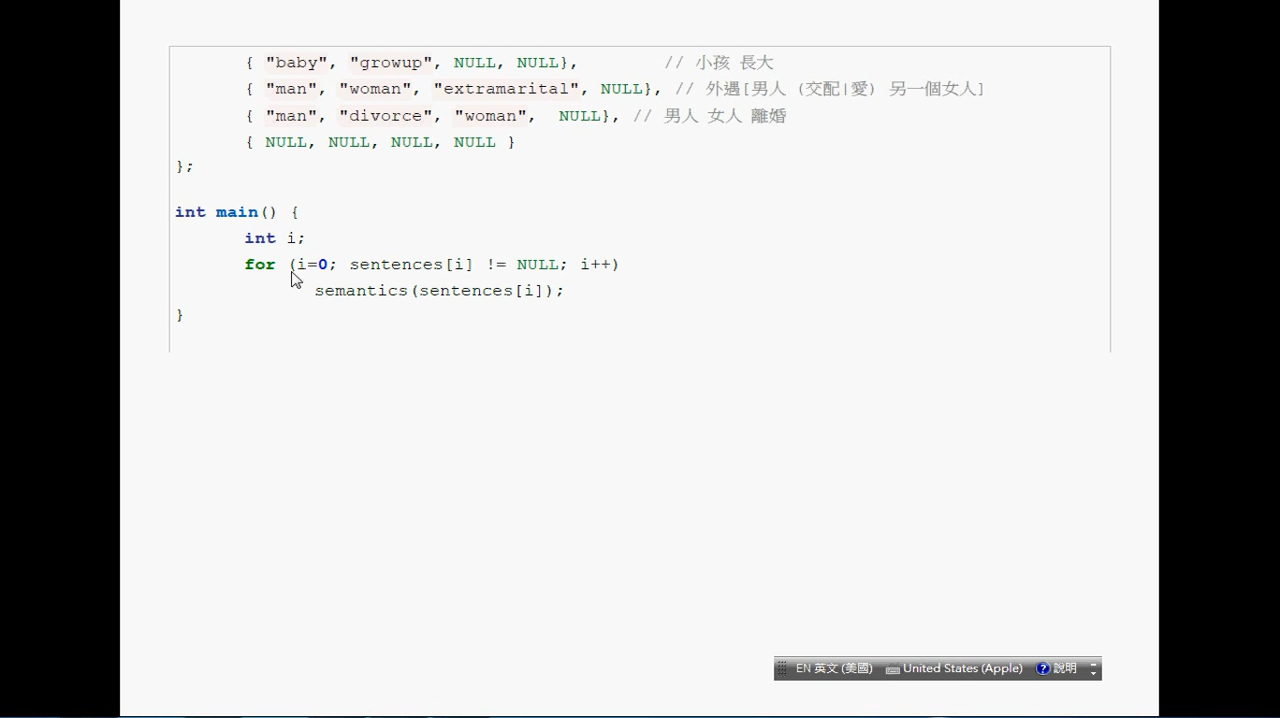 { "baby", "growup", NULL, NULL}, // 小孩 長大
{ "man", "woman", "extramarital", NULL}, // 外遇[男人 (交配|愛) 另一個女人]
{ "man", "divorce", "woman", NULL}, // 男人 女人 離婚
{ NULL, NULL, NULL, NULL }
};
int main() {
int i;
for (i=0; sentences[i] != NULL; i++)
semantics(sentences[i]);
}
EN 英文 (美國) United States (Apple) ? 說明